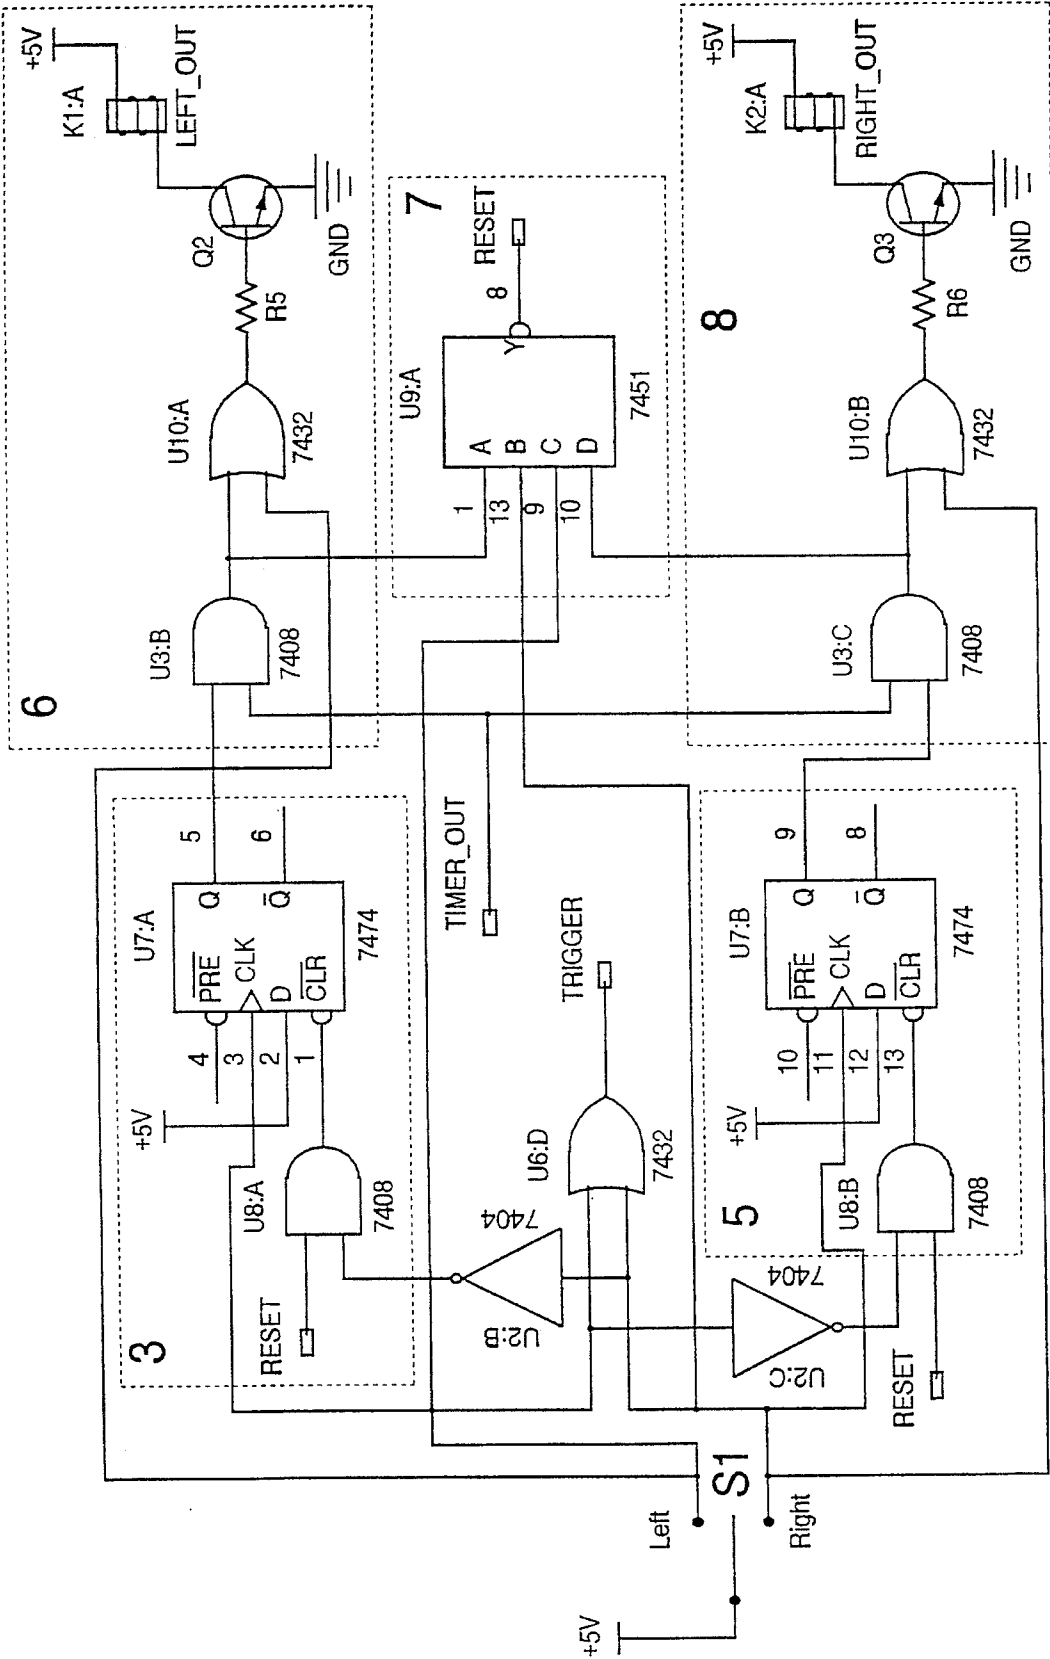 +5V
K1:A
LEFT_OUT
Q2
GND
R5
U10:A
7432
U3:B
7408
6
7
RESET
8
Y
U9:A
7451
A
B
C
D
1
13
9
10
+5V
K2:A
RIGHT_OUT
Q3
GND
R6
8
U10:B
7432
U3:C
7408
TIMER_OUT
U7:A
5
6
Q
Q
PRE
CLK
D
CLR
7474
4
3
2
1
+5V
U8:A
7408
RESET
3
TRIGGER
U6:D
7432
7404
U2:B
7404
U2:C
U7:B
9
8
Q
Q
PRE
CLK
D
CLR
7474
10
11
12
13
+5V
U8:B
7408
5
RESET
S1
Left
Right
+5V